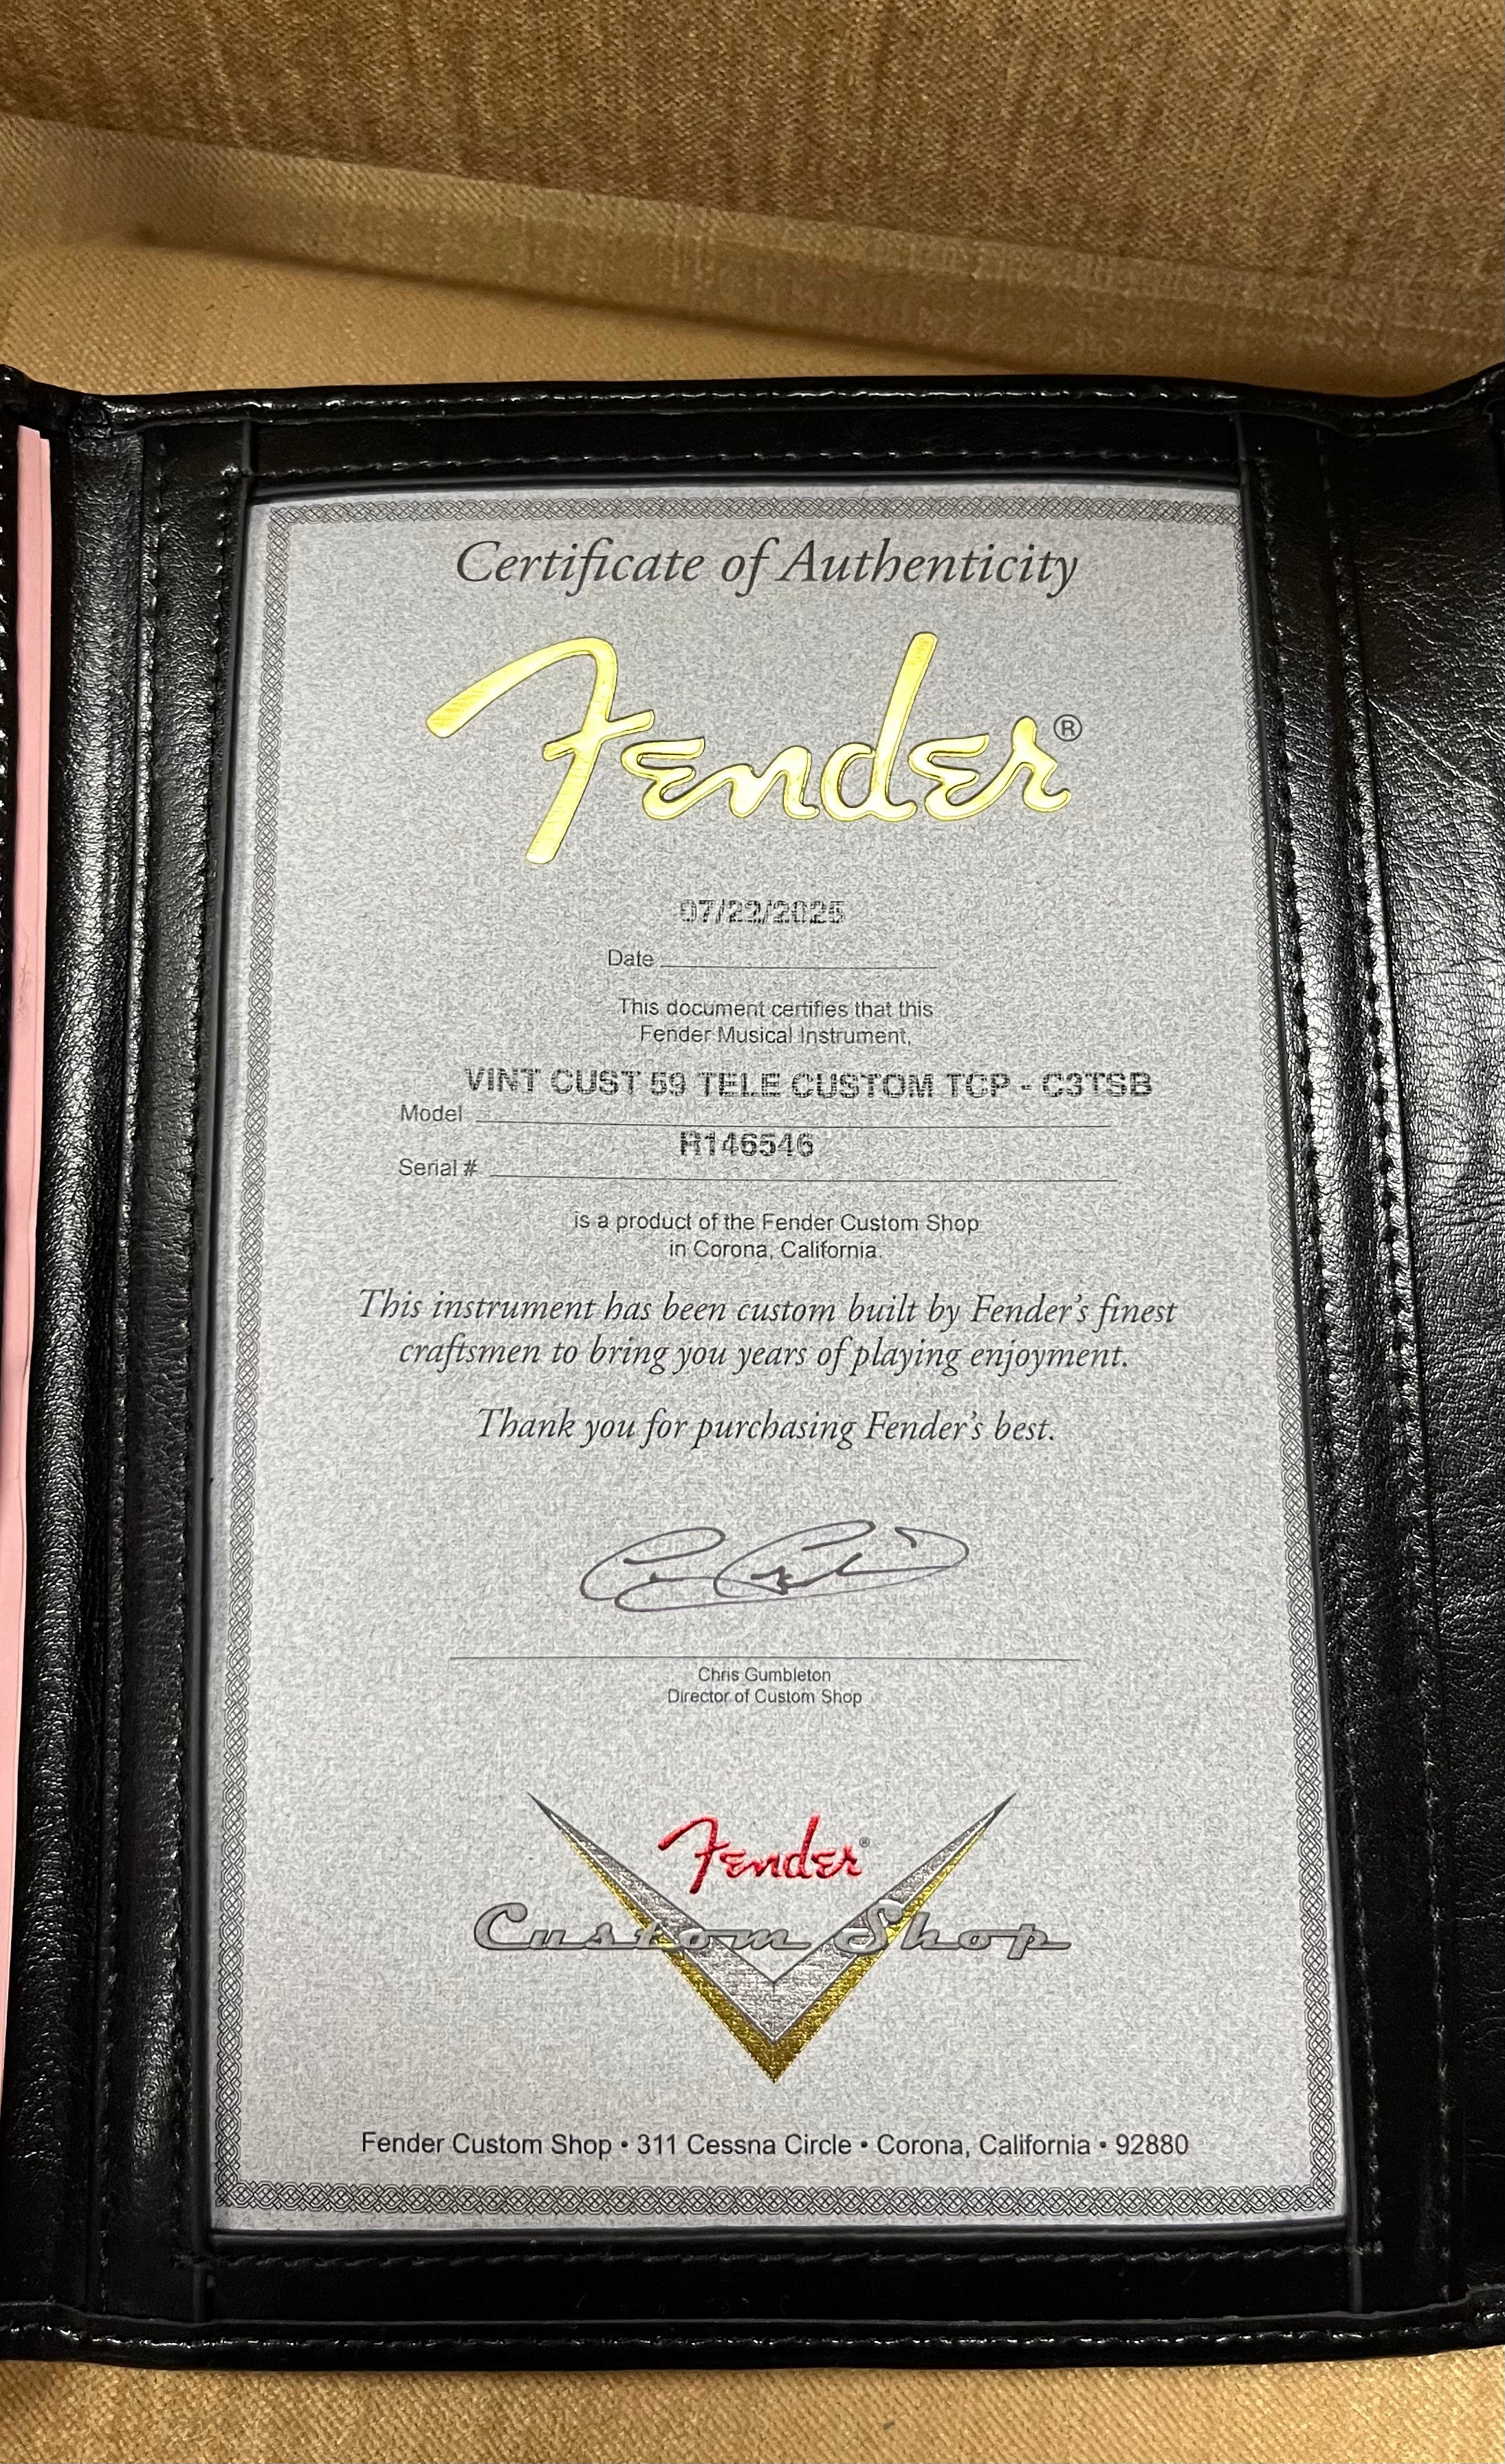 Certificate of Authenticity
Fender®
07/22/2025
Date
This document certifies that this
Fender Musical Instrument,
VINT CUST 59 TELE CUSTOM TCP - C3TSB
Model
R146546
Serial #
is a product of the Fender Custom Shop
in Corona, California.
This instrument has been custom built by Fender's finest
craftsmen to bring you years of playing enjoyment.
Thank you for purchasing Fender's best.
Chris Gumbleton
Director of Custom Shop
Fender®
Custom Shop
Fender Custom Shop • 311 Cessna Circle • Corona, California • 92880